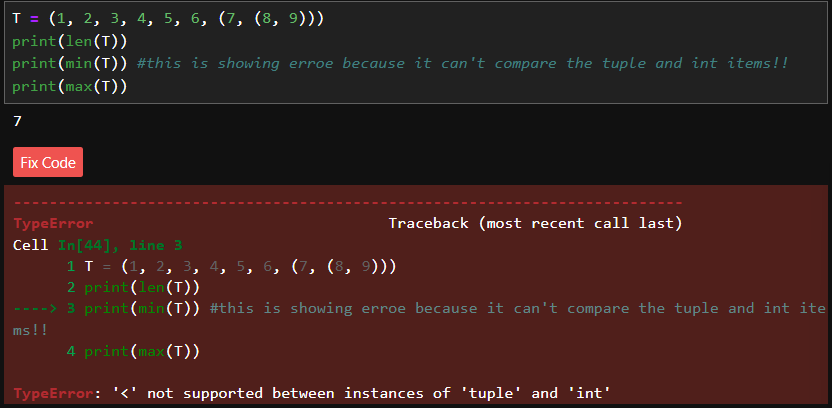 T = (1, 2, 3, 4, 5, 6, (7, (8, 9)))
print(len(T))
print(min(T)) #this is showing erroe because it can't compare the tuple and int items!!
print(max(T))
7
Fix Code
---------------------------------------------------------------------------
TypeError                                 Traceback (most recent call last)
Cell In[44], line 3
      1 T = (1, 2, 3, 4, 5, 6, (7, (8, 9)))
      2 print(len(T))
----> 3 print(min(T)) #this is showing erroe because it can't compare the tuple and int ite
ms!!
      4 print(max(T))
TypeError: '<' not supported between instances of 'tuple' and 'int'